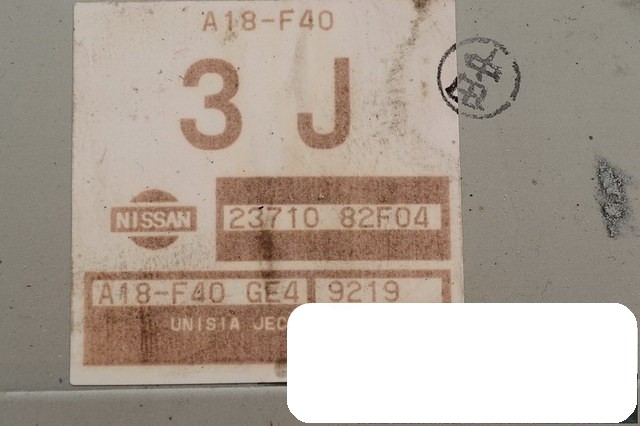 A18-F40
3 J
NISSAN
23710 82F04
A18-F40 GE4 9219
UNISIA JEC